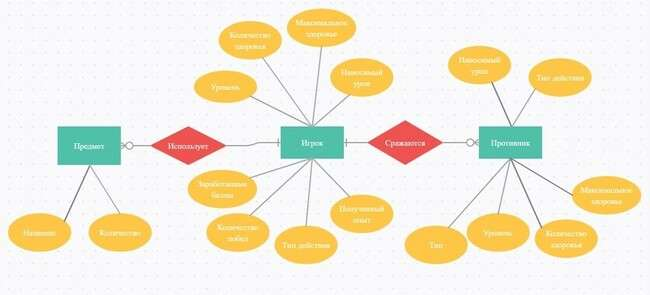 Максимальное
здоровье
Количество
здоровья
Наносимый
урон
Уровень
Наносимый
урон
Тип действия
Предмет
Использует
Игрок
Сражаются
Противник
Заработанные
баллы
Полученный
опыт
Количество
побед
Тип действия
Название
Количество
Максимальное
здоровье
Тип
Уровень
Количество
здоровья